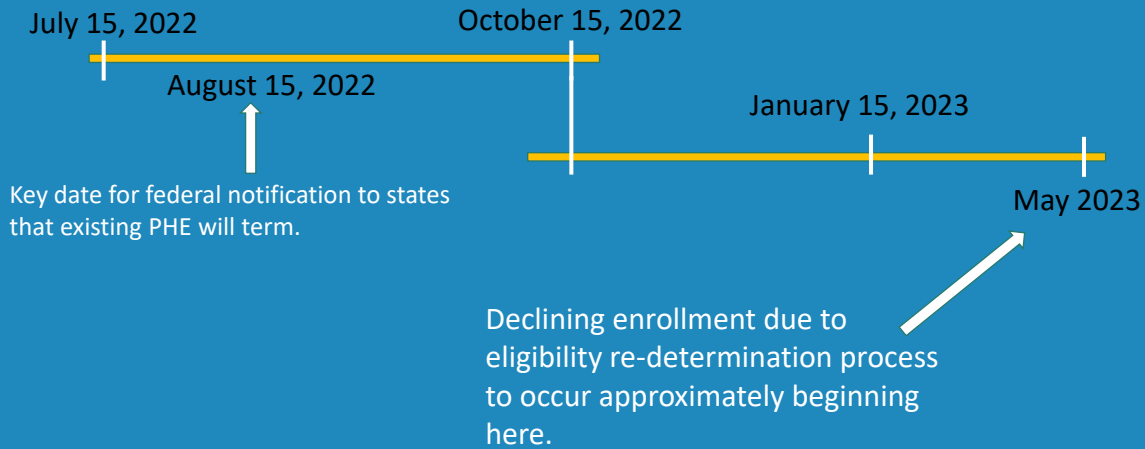 July 15, 2022
October 15, 2022
August 15, 2022
January 15, 2023
Key date for federal notification to states
that existing PHE will term.
May 2023
Declining enrollment due to
eligibility re-determination process
to occur approximately beginning
here.